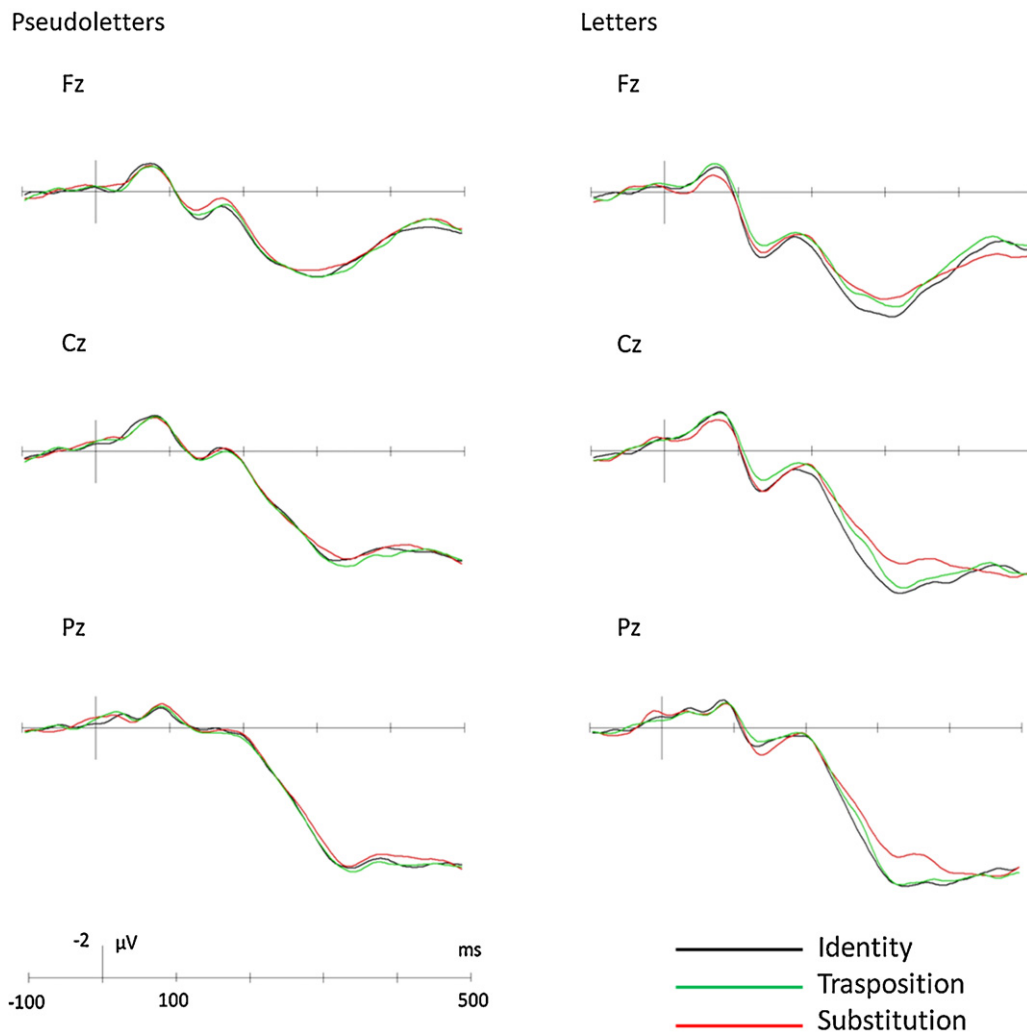 Pseudoletters
Letters
Fz
Fz
Cz
Cz
Pz
Pz
-2 µV
ms
-100 100 500
Identity
Trasposition
Substitution